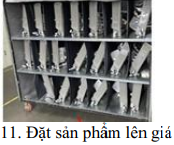 11. Đặt sản phẩm lên giá